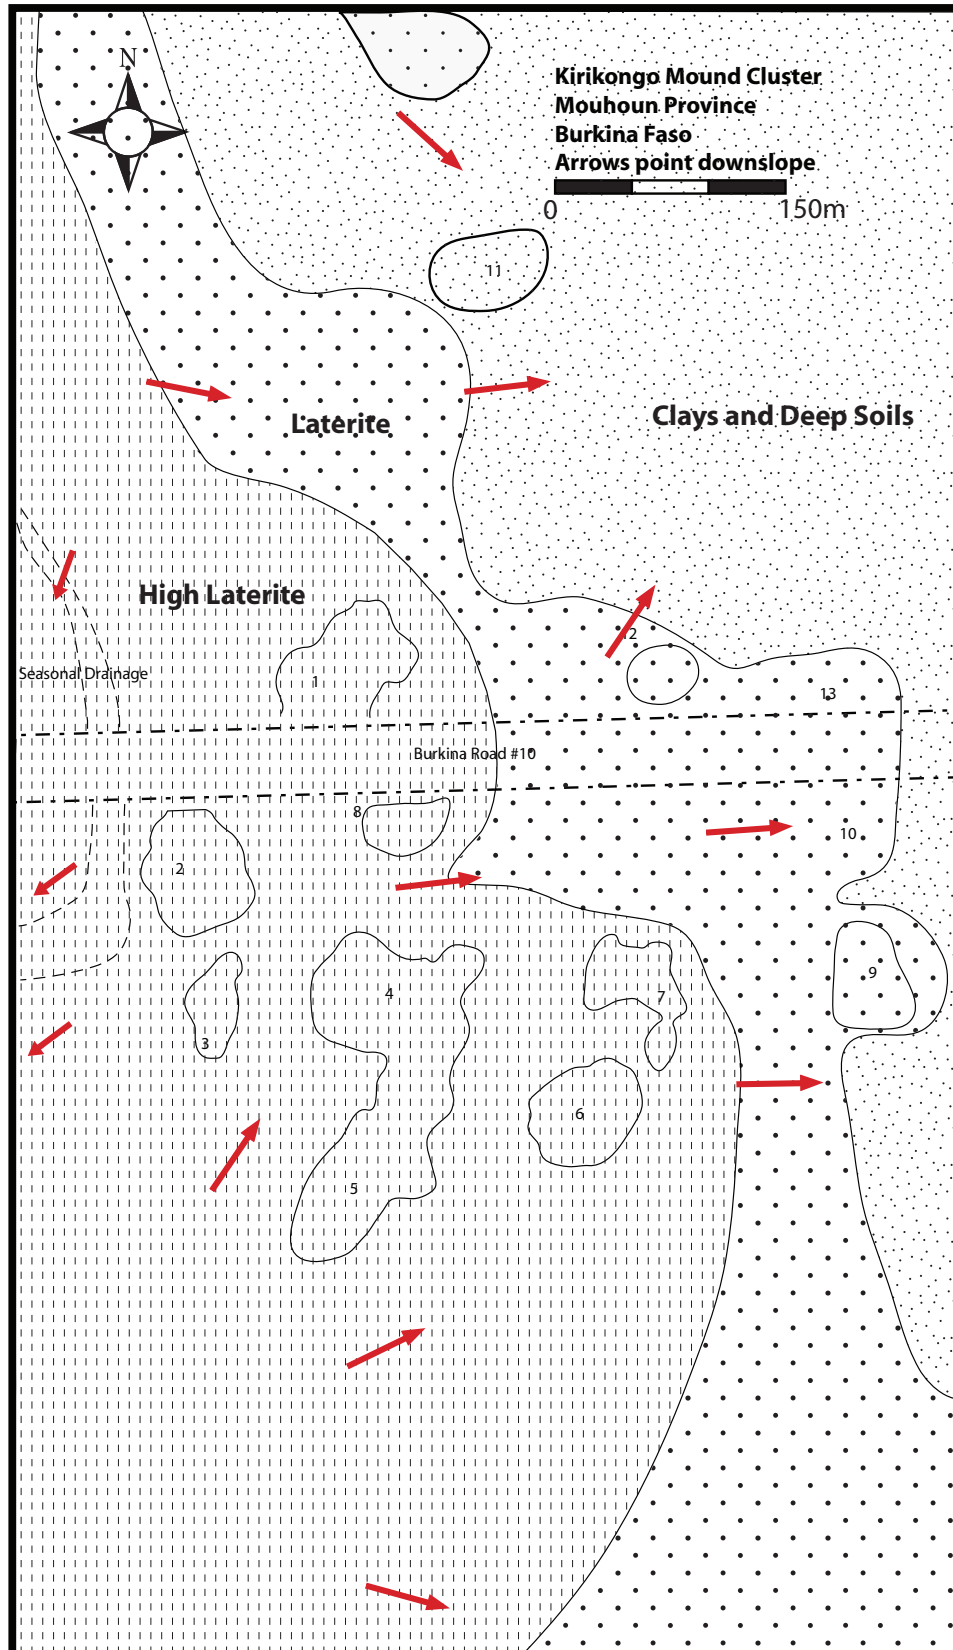 N
Kirikongo Mound Cluster
Mouhoun Province
Burkina Faso
Arrows point downslope
0 150m
11
Laterite
Clays and Deep Soils
High Laterite
12
Seasonal Drainage
1
13
Burkina Road #10
8
10
2
9
4
7
3
6
5